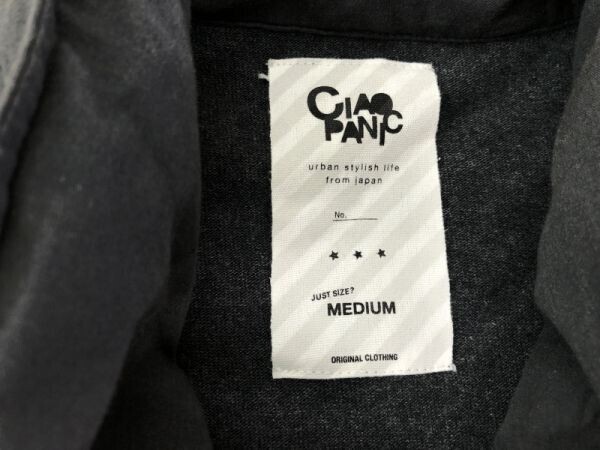 CIAO
PANIC
urban stylish life
from japan
No.
JUST SIZE?
MEDIUM
ORIGINAL CLOTHING